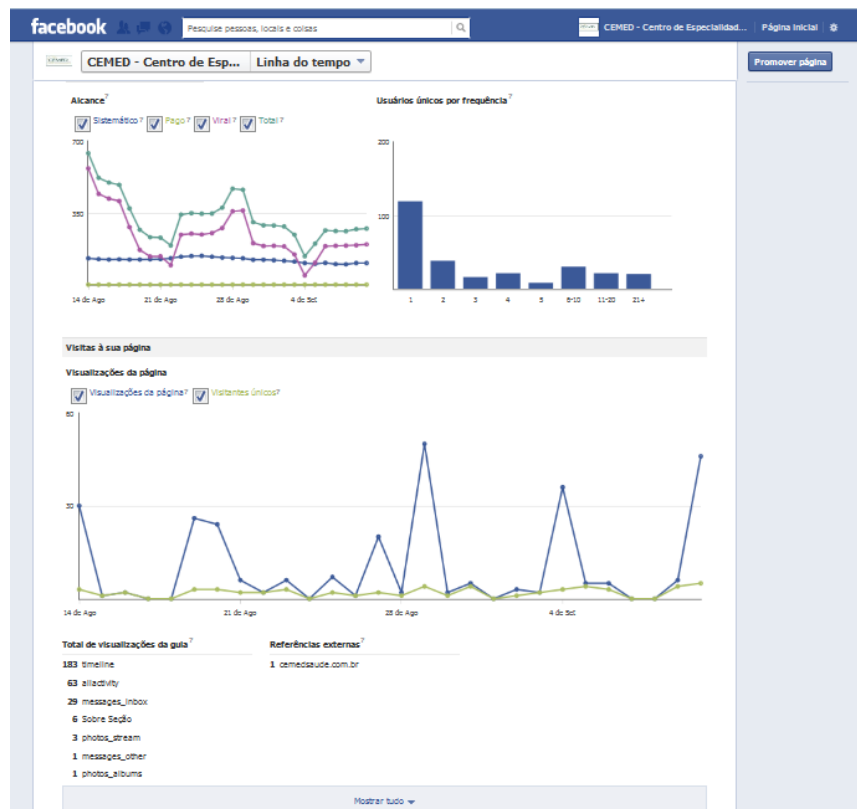 facebook
Pesquise pessoas, locais e coisas
CEMED - Centro de Especialidad...
Página inicial
CEMED - Centro de Esp...
Linha do tempo
Promover página
Alcance?
Sistemático? Pago? Viral? Total?
700
350
14 de Ago 21 de Ago 28 de Ago 4 de Set
Usuários únicos por frequência?
200
100
1 2 3 4 5 6-10 11-20 21+
Visitas à sua página
Visualizações da página
Visualizações da página? Visitantes únicos?
60
30
14 de Ago 21 de Ago 28 de Ago 4 de Set
Total de visualizações da guia?
183 timeline
63 allactivity
29 messages_inbox
6 Sobre Seção
3 photos_stream
1 messages_other
1 photos_albums
Referências externas?
1 cemedsaude.com.br
Mostrar tudo